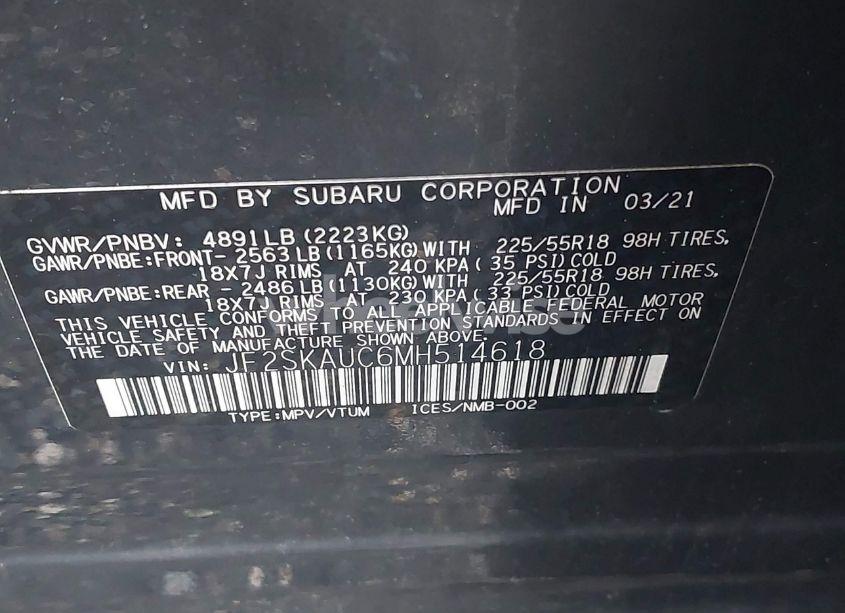 MFD BY SUBARU CORPORATION
MFD IN 03/21
GVWR/PNBV: 4891LB(2223KG)
GAWR/PNBE:FRONT- 2563LB(1165KG)WITH 225/55R18 98H TIRES,
18X7J RIMS AT 240 KPA( 35 PSI)COLD
GAWR/PNBE:REAR - 2486LB(1130KG)WITH 225/55R18 98H TIRES,
18X7J RIMS AT 230 KPA( 33 PSI)COLD
THIS VEHICLE CONFORMS TO ALL APPLICABLE FEDERAL MOTOR
VEHICLE SAFETY AND THEFT PREVENTION STANDARDS IN EFFECT ON
THE DATE OF MANUFACTURE SHOWN ABOVE.
VIN: JF2SKAUC6MH514618
TYPE:MPV/VTUM ICES/NMB-002